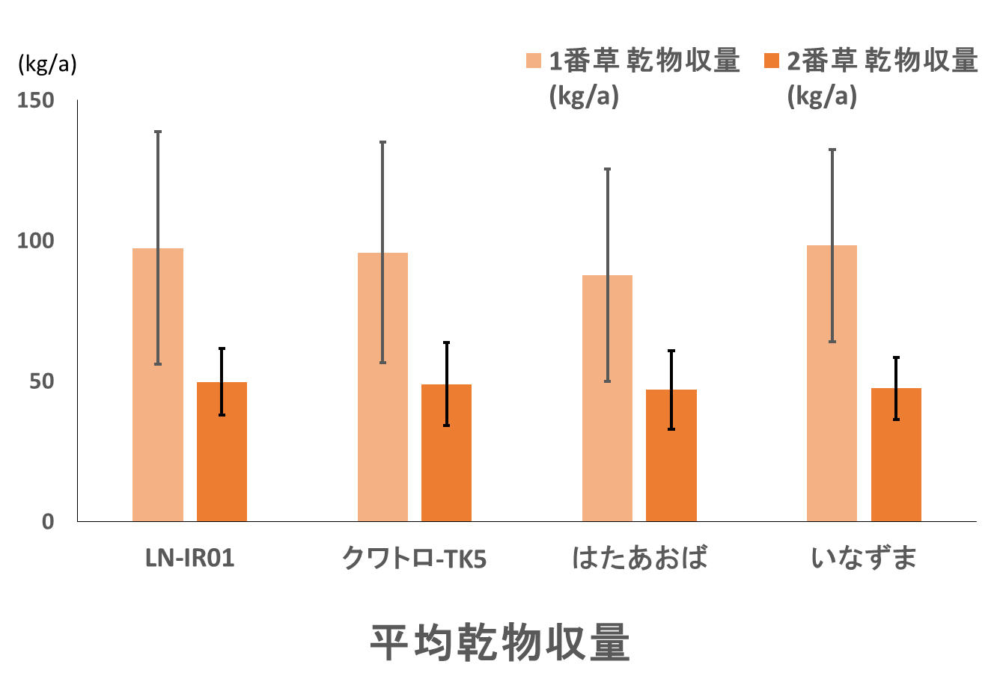 (kg/a)
1番草 乾物収量
(kg/a)
2番草 乾物収量
(kg/a)
150
100
50
0
LN-IR01
クワトロ-TK5
はたあおば
いなずま
平均乾物収量